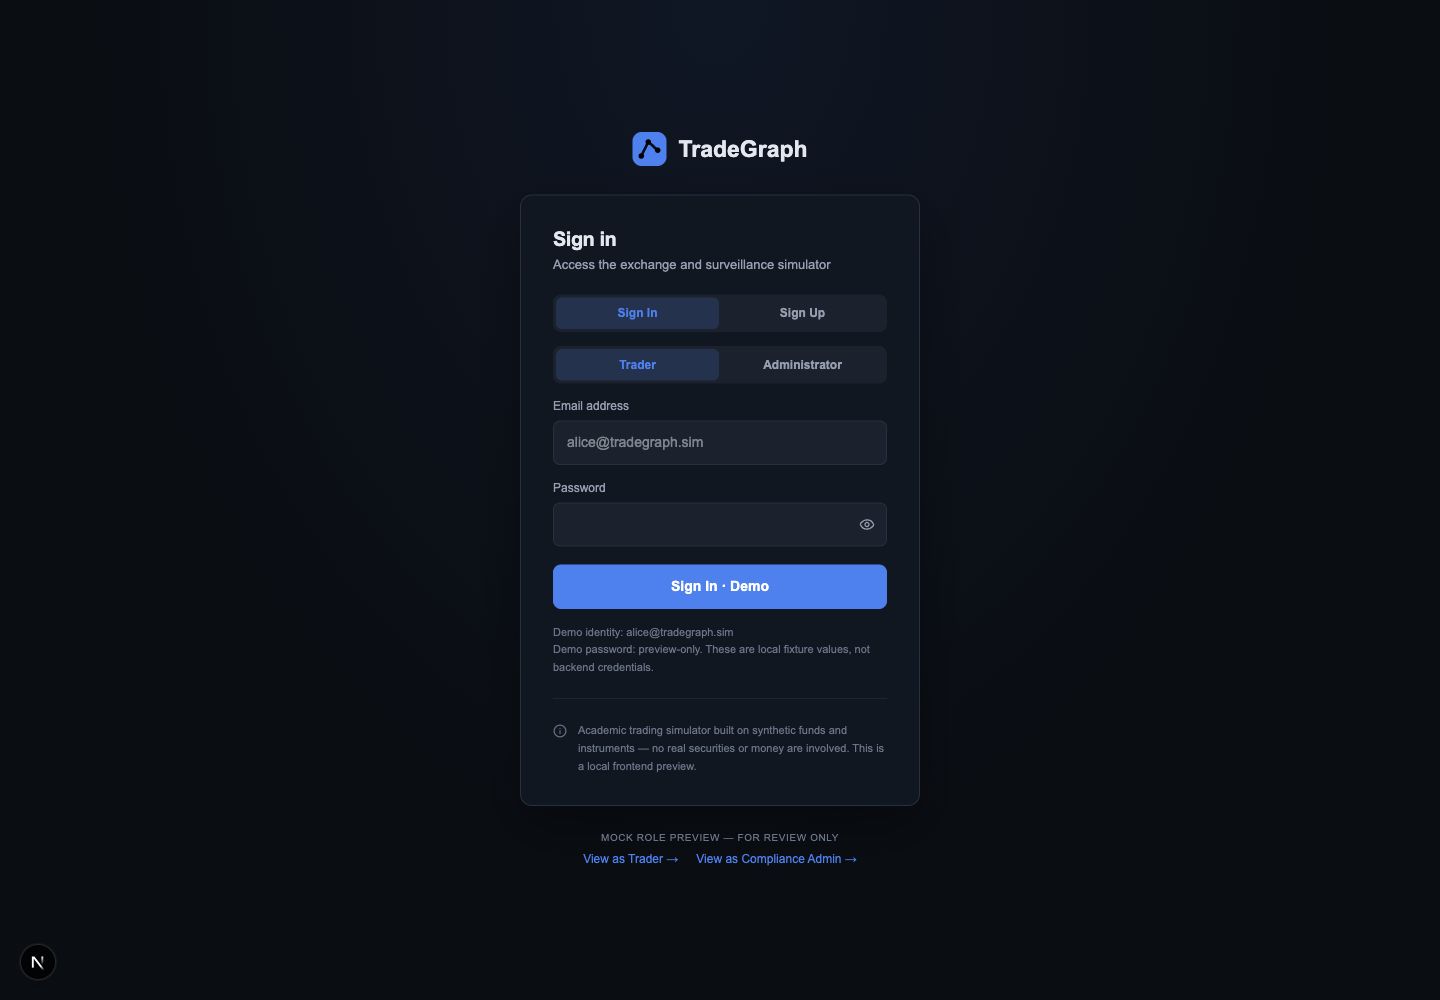 TradeGraph
Sign in
Access the exchange and surveillance simulator
Sign In
Sign Up
Trader
Administrator
Email address
alice@tradegraph.sim
Password
Sign In · Demo
Demo identity: alice@tradegraph.sim
Demo password: preview-only. These are local fixture values, not
backend credentials.
Academic trading simulator built on synthetic funds and
instruments — no real securities or money are involved. This is
a local frontend preview.
MOCK ROLE PREVIEW — FOR REVIEW ONLY
View as Trader →
View as Compliance Admin →
N